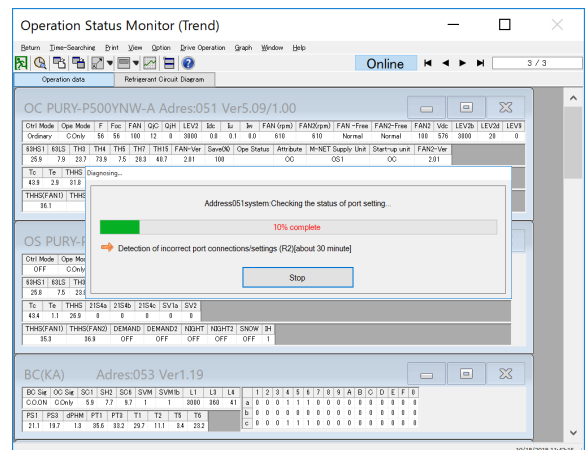 Operation Status Monitor (Trend)
Return Time-Searching Print View Option Drive Operation Graph Window Help
Online 3 / 3
Operation data Refrigerant Circuit Diagram
OC PURY-P500YNW-A Adres:051 Ver5.09/1.00
Ctrl Mode Ope Mode F Foc FAN QjC QjH LEV2 Idc Iu Iw FAN (rpm) FAN2(rpm) FAN -Free FAN2-Free FAN2 Vdc LEV2b LEV2d LEV9
Ordinary C.Only 56 56 100 12 0 3000 0.8 0.1 0.0 610 610 Normal Normal 100 576 3000 20 0
63HS1 63LS TH3 TH4 TH5 TH7 TH15 FAN-Ver Save(%) Ope Status Attribute M-NET Supply Unit Start-up unit FAN2-Ver
25.9 7.9 23.7 73.9 7.5 28.3 40.7 2.01 100 OC OS1 OC 2.01
Tc Te THHS
43.9 2.9 31.8
THHS(FAN1)
36.1
Diagnosing...
Address051system:Checking the status of port setting...
10% complete
Detection of incorrect port connections/settings (R2)[about 30 minute]
Stop
OS PURY-P
Ctrl Mode Ope Mod
OFF C.Only
63HS1 63LS TH3
25.8 7.5 23.8
Tc Te THHS 21S4a 21S4b 21S4c SV1a SV2
43.4 1.1 26.9 0 0 0 0 0
THHS(FAN1) THHS(FAN2) DEMAND DEMAND2 NIGHT NIGHT2 SNOW IH
35.3 36.9 OFF OFF OFF OFF OFF 1
BC(KA) Adres:053 Ver1.19
BC Sig OC Sig SC1 SH2 SC6 SVM SVM1b L1 L3 L4 1 2 3 4 5 6 7 8 9 A B C D E F 0
C.O.ON C.Only 5.9 7.7 9.7 1 1 3000 360 41 a 0 0 0 1 1 1 0 0 0 0 0 0 0 0 0 0
PS1 PS3 dPHM PT1 PT3 T1 T2 T5 T6 b 0 0 0 0 0 0 0 0 0 0 0 0 0 0 0 0
21.1 19.7 1.3 35.6 33.2 29.7 11.1 3.4 23.2 c 0 0 0 1 1 1 0 0 0 0 0 0 0 0 0 0